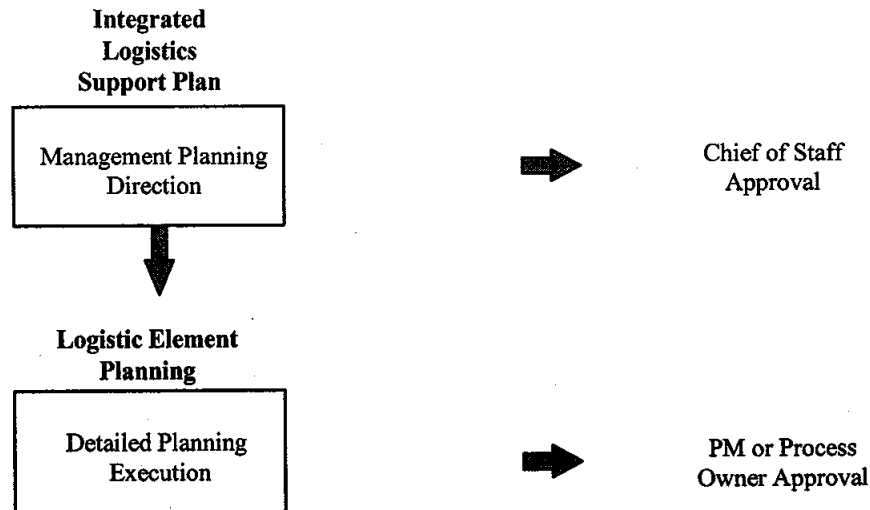 Integrated
Logistics
Support Plan
Management Planning
Direction
Chief of Staff
Approval
Logistic Element
Planning
Detailed Planning
Execution
PM or Process
Owner Approval